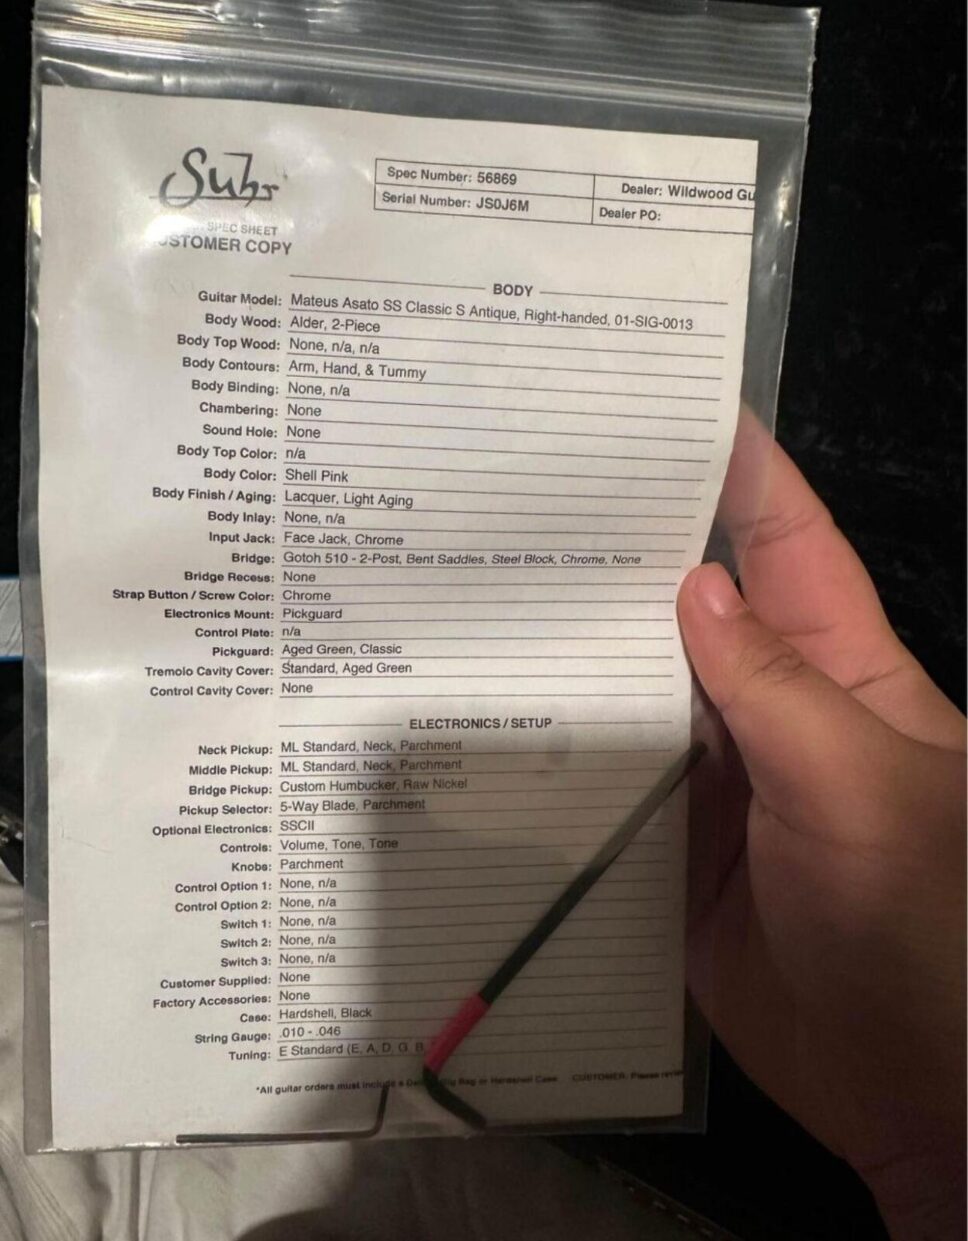 Suhr
Spec Number: 56869
Dealer: Wildwood Gu
Serial Number: JS0J6M
Dealer PO:
SPEC SHEET
USTOMER COPY
BODY
Guitar Model: Mateus Asato SS Classic S Antique, Right-handed, 01-SIG-0013
Body Wood: Alder, 2-Piece
Body Top Wood: None, n/a, n/a
Body Contours: Arm, Hand, & Tummy
Body Binding: None, n/a
Chambering: None
Sound Hole: None
Body Top Color: n/a
Body Color: Shell Pink
Body Finish / Aging: Lacquer, Light Aging
Body Inlay: None, n/a
Input Jack: Face Jack, Chrome
Bridge: Gotoh 510 - 2-Post, Bent Saddles, Steel Block, Chrome, None
Bridge Recess: None
Strap Button / Screw Color: Chrome
Electronics Mount: Pickguard
Control Plate: n/a
Pickguard: Aged Green, Classic
Tremolo Cavity Cover: Standard, Aged Green
Control Cavity Cover: None
ELECTRONICS / SETUP
Neck Pickup: ML Standard, Neck, Parchment
Middle Pickup: ML Standard, Neck, Parchment
Bridge Pickup: Custom Humbucker, Raw Nickel
Pickup Selector: 5-Way Blade, Parchment
Optional Electronics: SSCII
Controls: Volume, Tone, Tone
Knobs: Parchment
Control Option 1: None, n/a
Control Option 2: None, n/a
Switch 1: None, n/a
Switch 2: None, n/a
Switch 3: None, n/a
Customer Supplied: None
Factory Accessories: None
Case: Hardshell, Black
String Gauge: .010 - .046
Tuning: E Standard (E, A, D, G, B,
*All guitar orders must include a Gig Bag or Hardshell Case CUSTOMER: Please